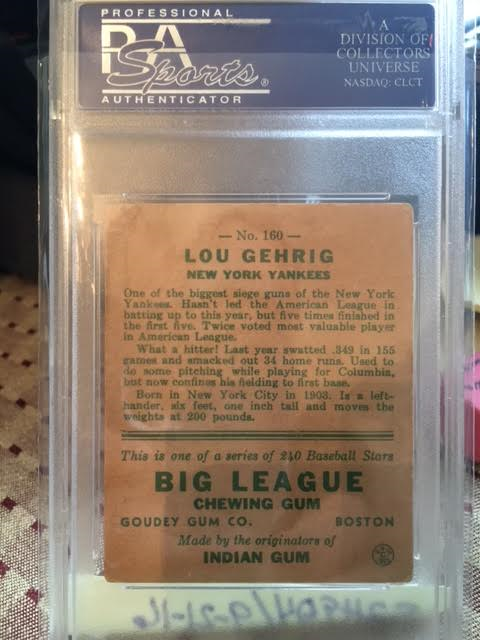 PROFESSIONAL
PSA
Sports®
AUTHENTICATOR
A
DIVISION OF
COLLECTORS
UNIVERSE
NASDAQ: CLCT
— No. 160 —
LOU GEHRIG
NEW YORK YANKEES
One of the biggest siege guns of the New York
Yankees. Hasn't led the American League in
batting up to this year, but five times finished in
the first five. Twice voted most valuable player
in American League.
What a hitter! Last year swatted .349 in 155
games and smacked out 34 home runs. Used to
do some pitching while playing for Columbia,
but now confines his fielding to first base.
Born in New York City in 1903. Is a left-
hander, six feet, one inch tall and moves the
weights at 200 pounds.
This is one of a series of 240 Baseball Stars
BIG LEAGUE
CHEWING GUM
GOUDEY GUM CO. BOSTON
Made by the originators of
INDIAN GUM